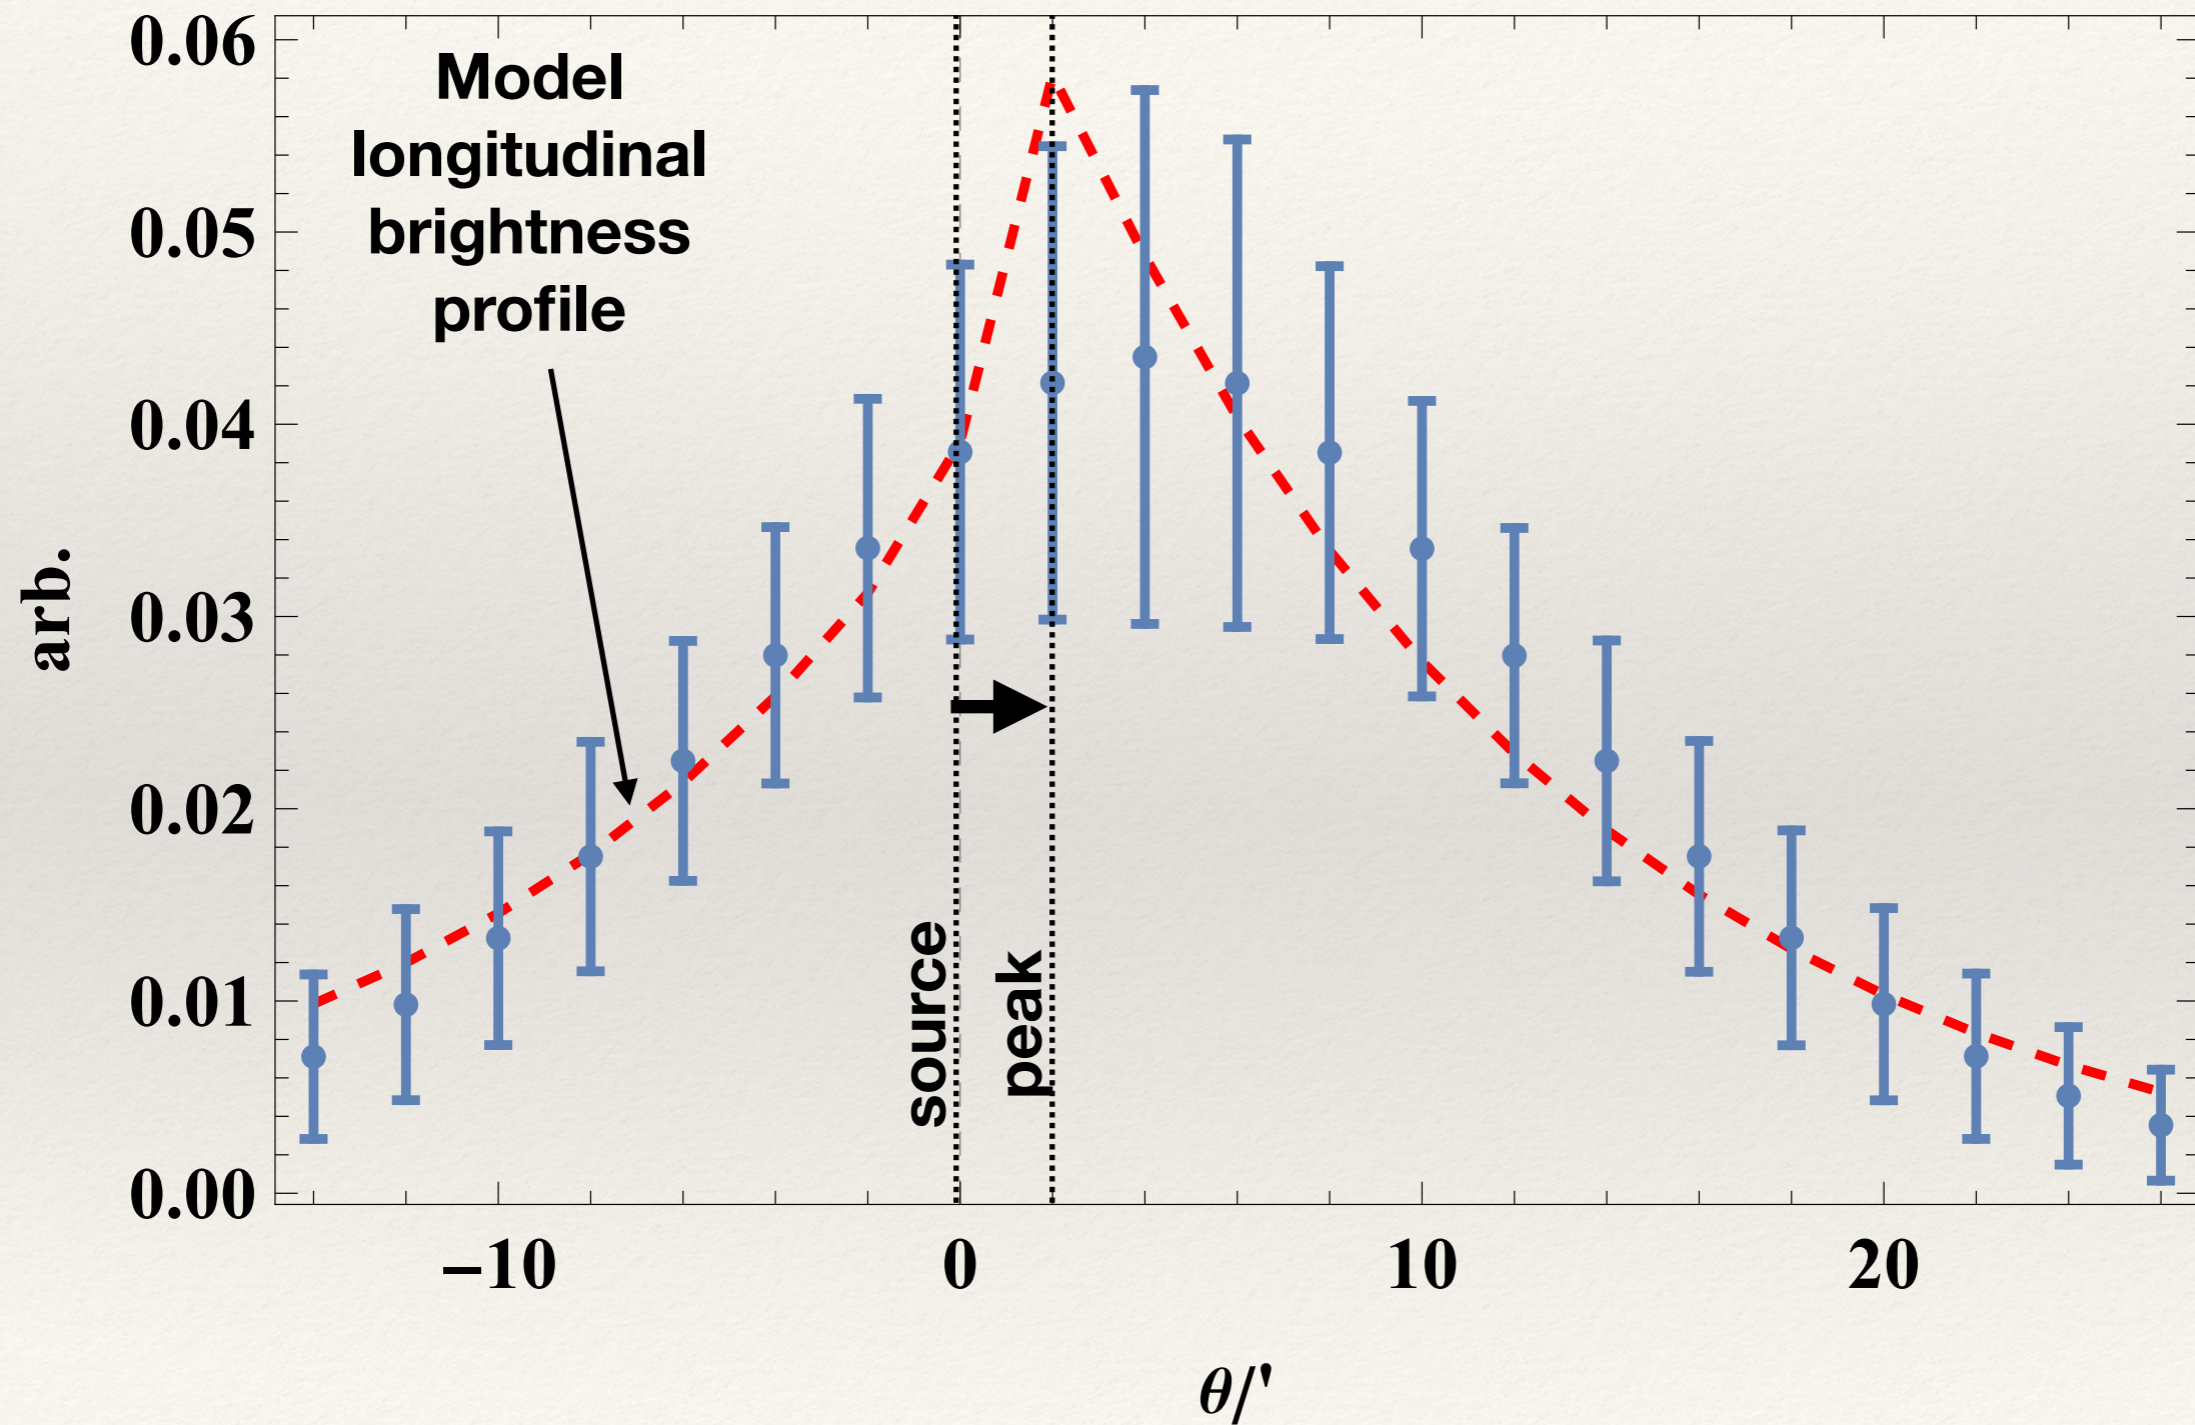 0.06
0.05
0.04
0.03
0.02
0.01
0.00
arb.
Model
longitudinal
brightness
profile
source
peak
−10
0
10
20
θ/'